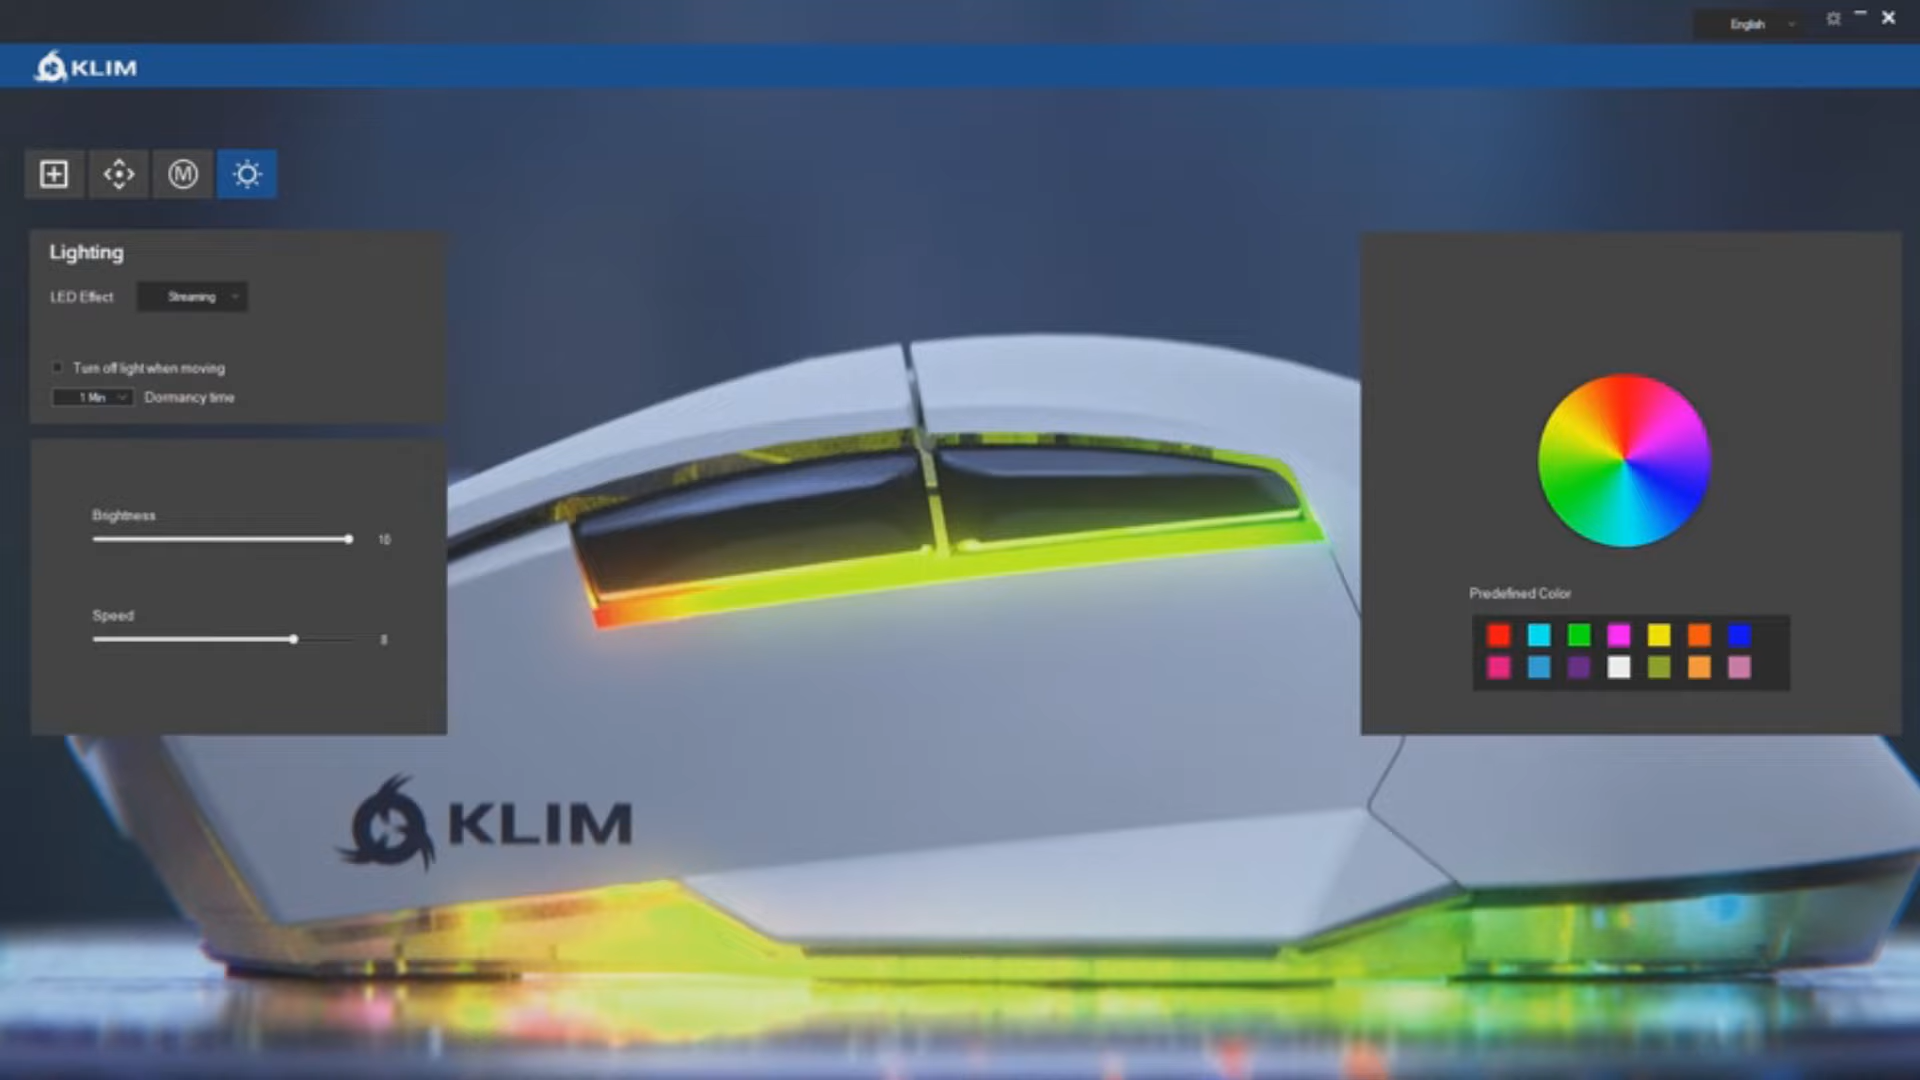 English
KLIM
M
Lighting
LED Effect
Streaming
Turn off light when moving
1 Min
Dormancy time
Brightness
10
Speed
8
Predefined Color
KLIM